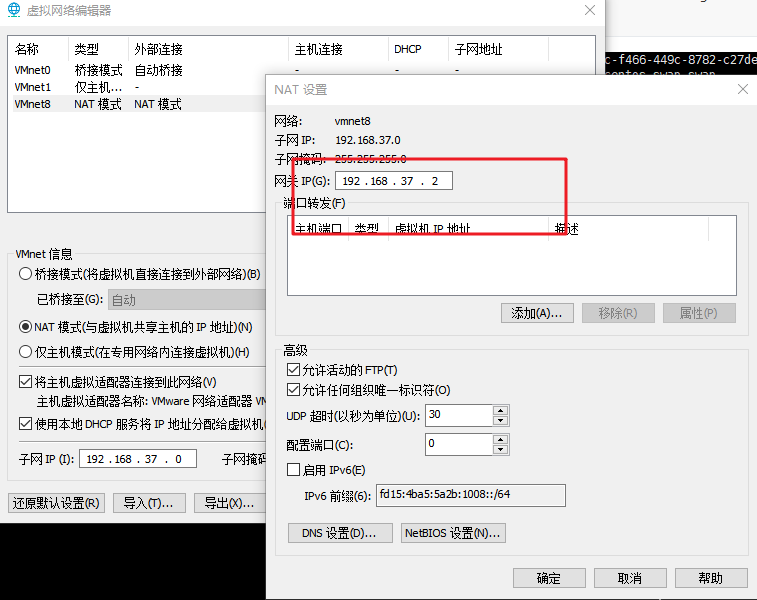 虚拟网络编辑器
名称 类型 外部连接 主机连接 DHCP 子网地址
VMnet0 桥接模式 自动桥接 - - -
VMnet1 仅主机... -
VMnet8 NAT 模式 NAT 模式
c-f466-449c-8782-c27de
centos-swap swap
NAT 设置
网络: vmnet8
子网 IP: 192.168.37.0
子网掩码: 255.255.255.0
网关 IP(G): 192 . 168 . 37 . 2
端口转发(F)
主机端口 类型 虚拟机 IP 地址 描述
添加(A)... 移除(R) 属性(P)
高级
允许活动的 FTP(T)
允许任何组织唯一标识符(O)
UDP 超时(以秒为单位)(U): 30
配置端口(C): 0
启用 IPv6(E)
IPv6 前缀(6): fd15:4ba5:5a2b:1008::/64
DNS 设置(D)... NetBIOS 设置(N)...
确定 取消 帮助
VMnet 信息
桥接模式(将虚拟机直接连接到外部网络)(B)
已桥接至(G): 自动
NAT 模式(与虚拟机共享主机的 IP 地址)(N)
仅主机模式(在专用网络内连接虚拟机)(H)
将主机虚拟适配器连接到此网络(V)
主机虚拟适配器名称: VMware 网络适配器 VM
使用本地 DHCP 服务将 IP 地址分配给虚拟机(
子网 IP (I): 192 . 168 . 37 . 0 子网掩码
还原默认设置(R) 导入(T)... 导出(X)...